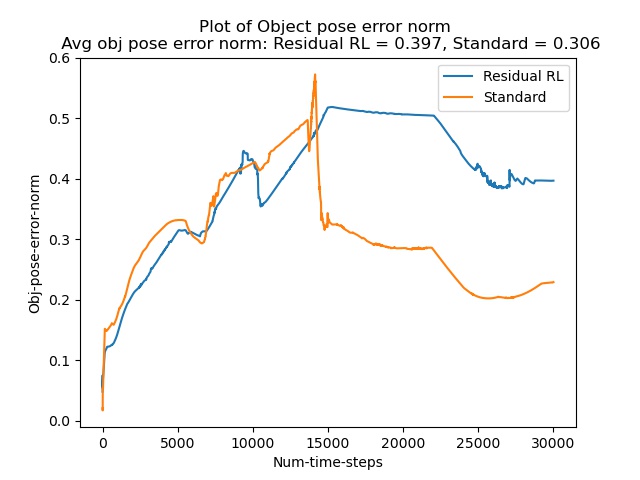 Plot of Object pose error norm
Avg obj pose error norm: Residual RL = 0.397, Standard = 0.306
Residual RL
Standard
0.6
0.5
0.4
0.3
0.2
0.1
0.0
Obj-pose-error-norm
0 5000 10000 15000 20000 25000 30000
Num-time-steps